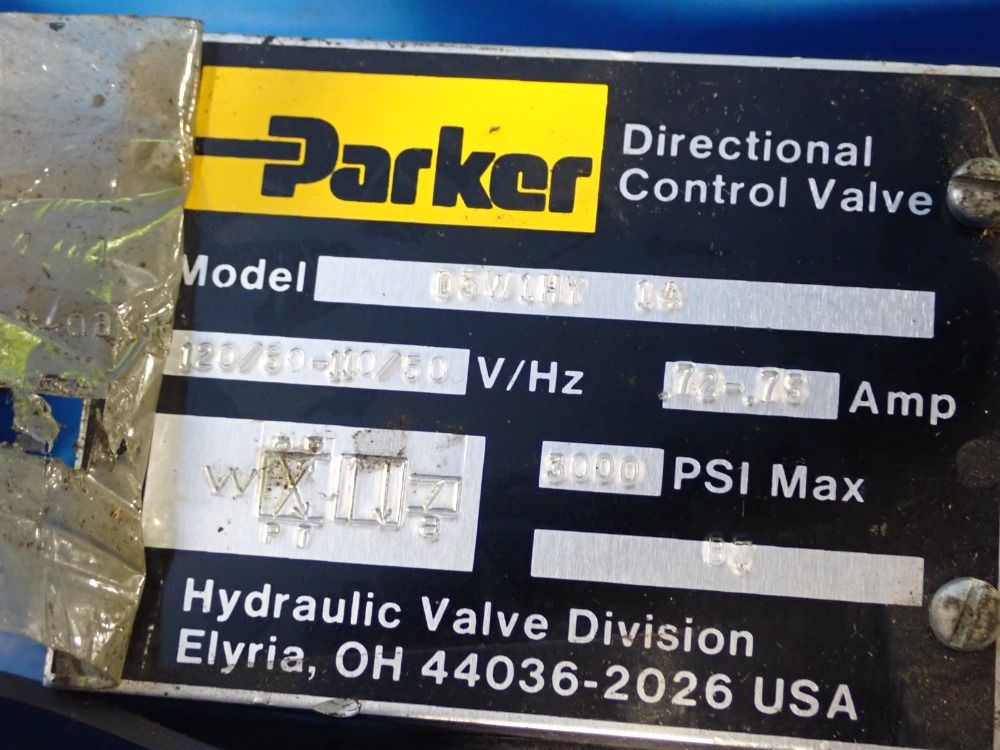 Parker
Directional
Control Valve
Model D5W1HY 14
120/60-110/50 V/Hz .72-.75 Amp
3000 PSI Max
P T
a
Hydraulic Valve Division
Elyria, OH 44036-2026 USA